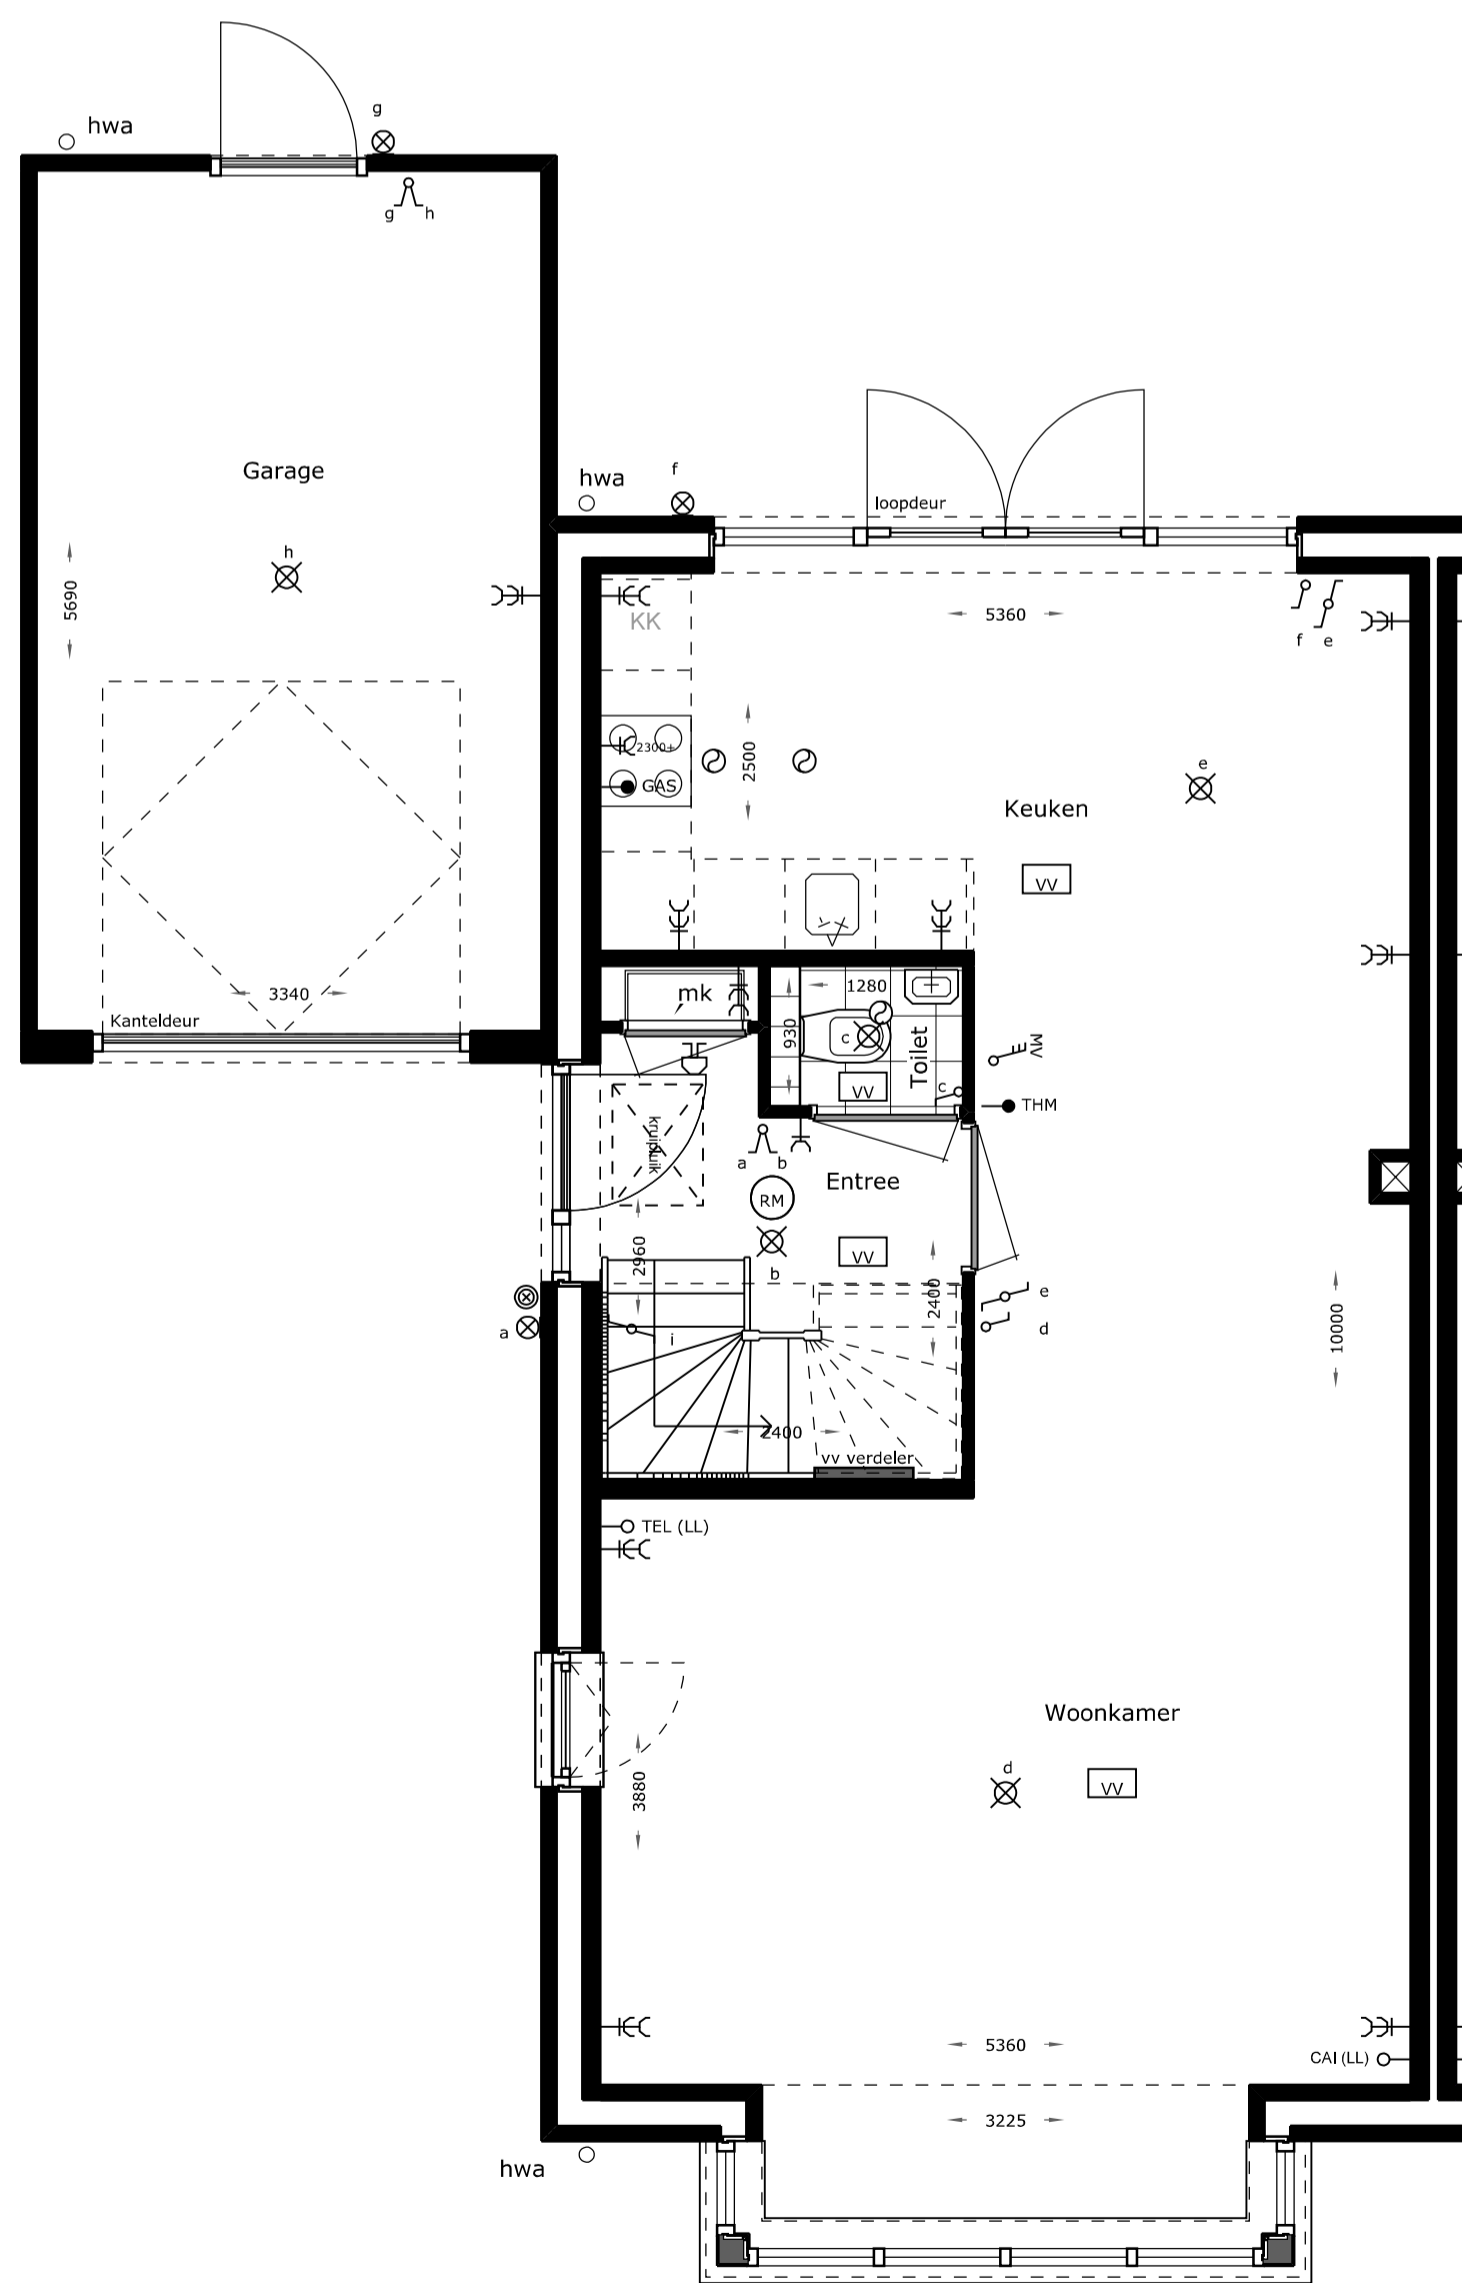 g
hwa
g h
Garage
hwa
f
loopdeur
h
5690
KK
5360
f e
2300+
GAS
2500
e
Keuken
VV
3340
Kanteldeur
mk
1280
930
c
Toilet
VV
c
MV
THM
kruipluik
a b
Entree
RM
2960
VV
b
2400
e
d
a
i
10000
2400
vv verdeler
TEL (LL)
Woonkamer
d
VV
3880
5360
CAI (LL)
3225
hwa